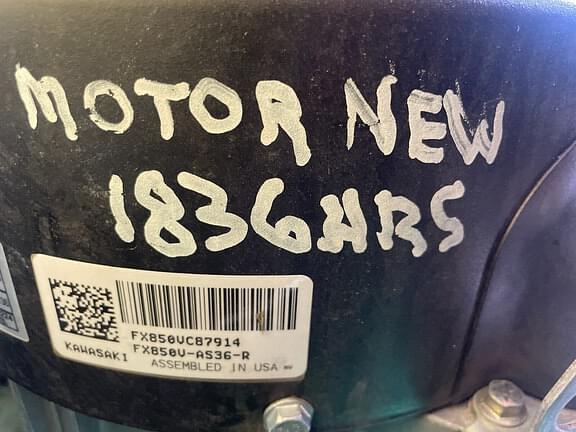 MOTOR NEW
1836HRS
FX850VC87914
KAWASAKI FX850V-AS36-R
ASSEMBLED IN USA